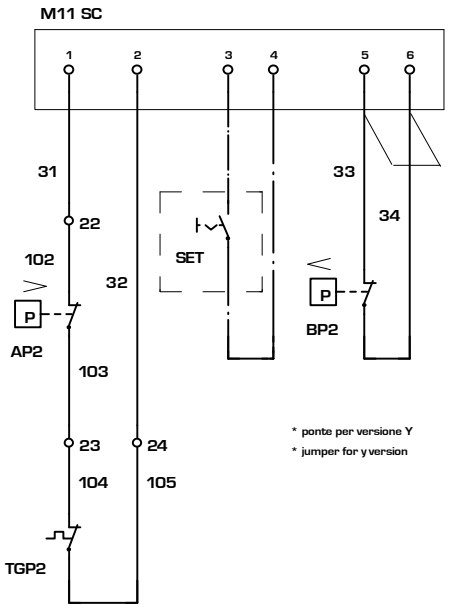 M11 SC
1 2 3 4 5 6
31
33
34
22
102
32
SET
P
P
BP2
AP2
103
* ponte per versione Y
* jumper for y version
23
24
104
105
TGP2